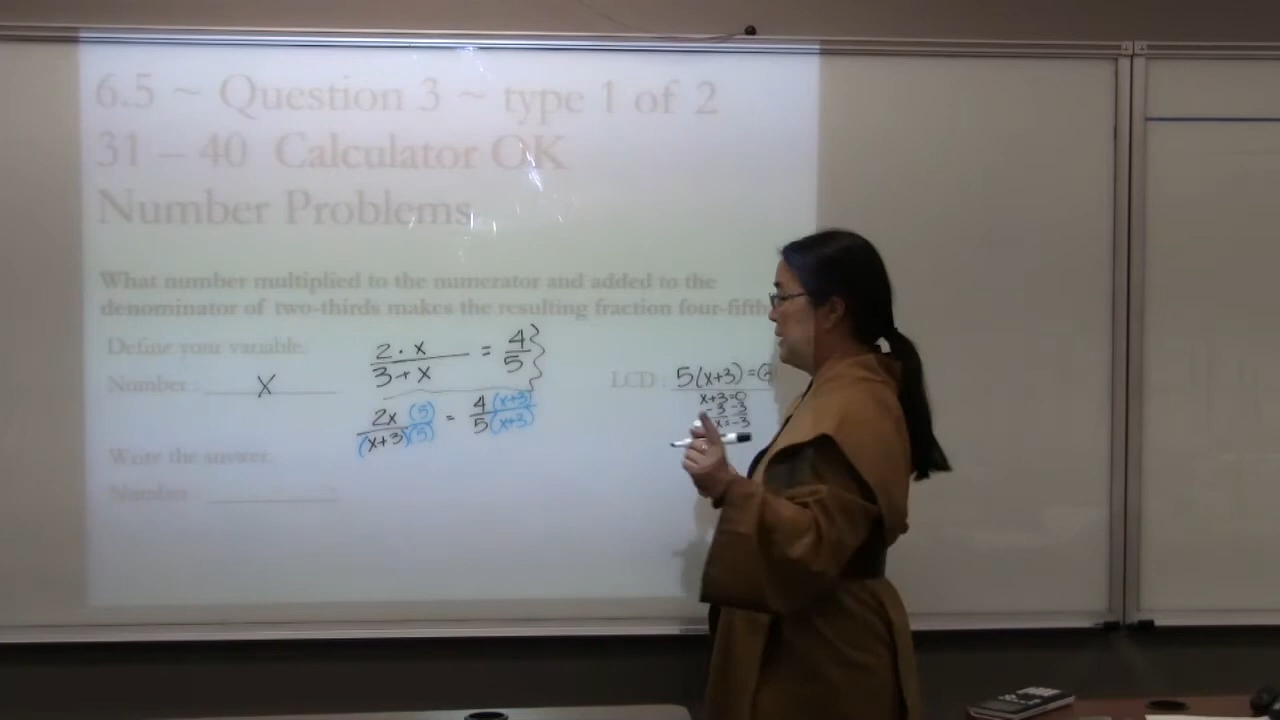 6.5 ~ Question 3 ~ type 1 of 2
31 – 40 Calculator OK
Number Problems
What number multiplied to the numerator and added to the
denominator of two-thirds makes the resulting fraction four-fifth
Define your variable.
Number : X
2 · x / 3 + x = 4 / 5 }
LCD : 5(x+3) =
x+3=0
-3 -3
x=-3
2x (5) / (x+3)(5) = 4 (x+3) / 5 (x+3)
Write the answer.
Number